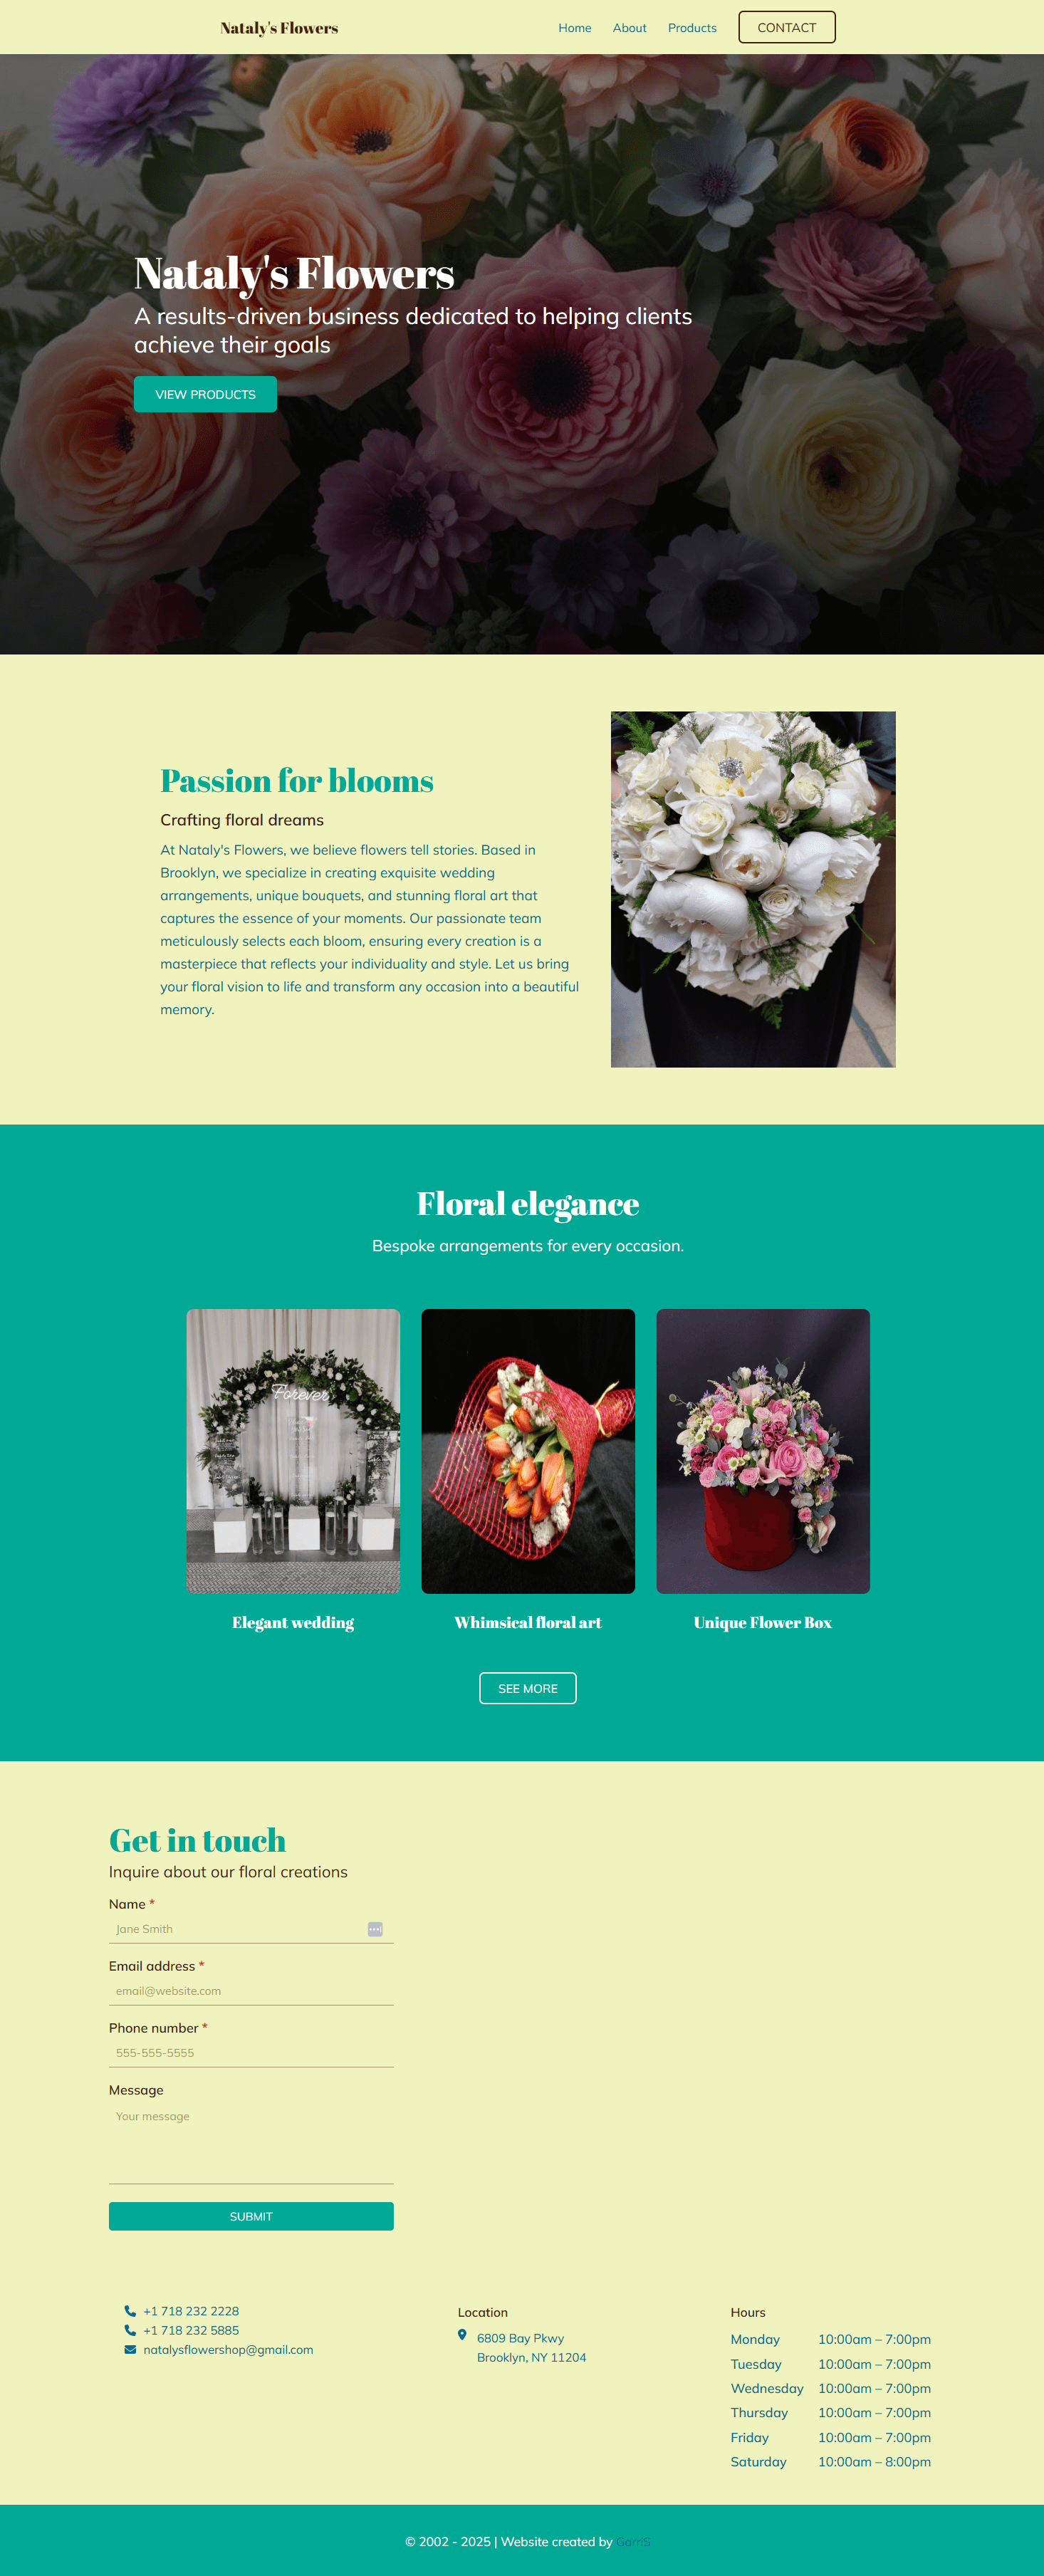 Nataly's Flowers
Home About Products CONTACT
Nataly's Flowers
A results-driven business dedicated to helping clients
achieve their goals
VIEW PRODUCTS
Passion for blooms
Crafting floral dreams
At Nataly's Flowers, we believe flowers tell stories. Based in
Brooklyn, we specialize in creating exquisite wedding
arrangements, unique bouquets, and stunning floral art that
captures the essence of your moments. Our passionate team
meticulously selects each bloom, ensuring every creation is a
masterpiece that reflects your individuality and style. Let us bring
your floral vision to life and transform any occasion into a beautiful
memory.
Floral elegance
Bespoke arrangements for every occasion.
Forever
Elegant wedding
Whimsical floral art
Unique Flower Box
SEE MORE
Get in touch
Inquire about our floral creations
Name *
Jane Smith
Email address *
email@website.com
Phone number *
555-555-5555
Message
Your message
SUBMIT
+1 718 232 2228
+1 718 232 5885
natalysflowershop@gmail.com
Location
6809 Bay Pkwy
Brooklyn, NY 11204
Hours
Monday 10:00am – 7:00pm
Tuesday 10:00am – 7:00pm
Wednesday 10:00am – 7:00pm
Thursday 10:00am – 7:00pm
Friday 10:00am – 7:00pm
Saturday 10:00am – 8:00pm
© 2002 - 2025 | Website created by GarriS